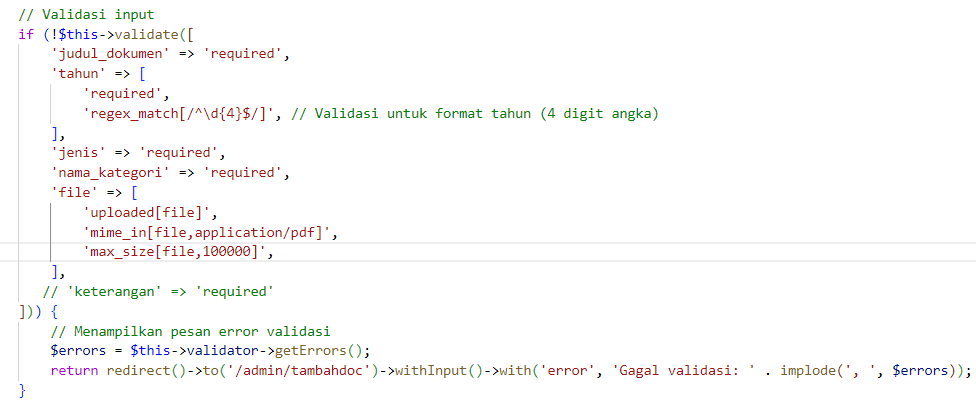 // Validasi input
if (!$this->validate([
'judul_dokumen' => 'required',
'tahun' => [
'required',
'regex_match[/^\d{4}$/]', // Validasi untuk format tahun (4 digit angka)
],
'jenis' => 'required',
'nama_kategori' => 'required',
'file' => [
'uploaded[file]',
'mime_in[file,application/pdf]',
'max_size[file,100000]',
],
// 'keterangan' => 'required'
])) {
// Menampilkan pesan error validasi
$errors = $this->validator->getErrors();
return redirect()->to('/admin/tambahdoc')->withInput()->with('error', 'Gagal validasi: ' . implode(', ', $errors));
}